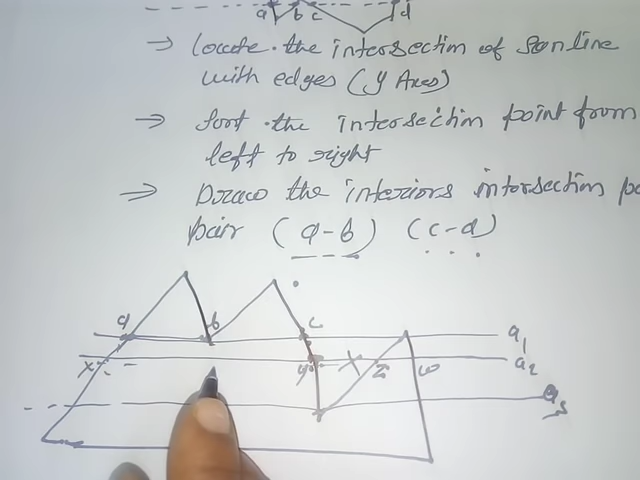 a b c d
→ Locate the intersection of scanline
with edges (y Axes)
→ Sort the intersection point from
left to right
→ Draw the interiors intersection po
pair (a-b) (c-d)
a b c a1
x y z w a2
a3